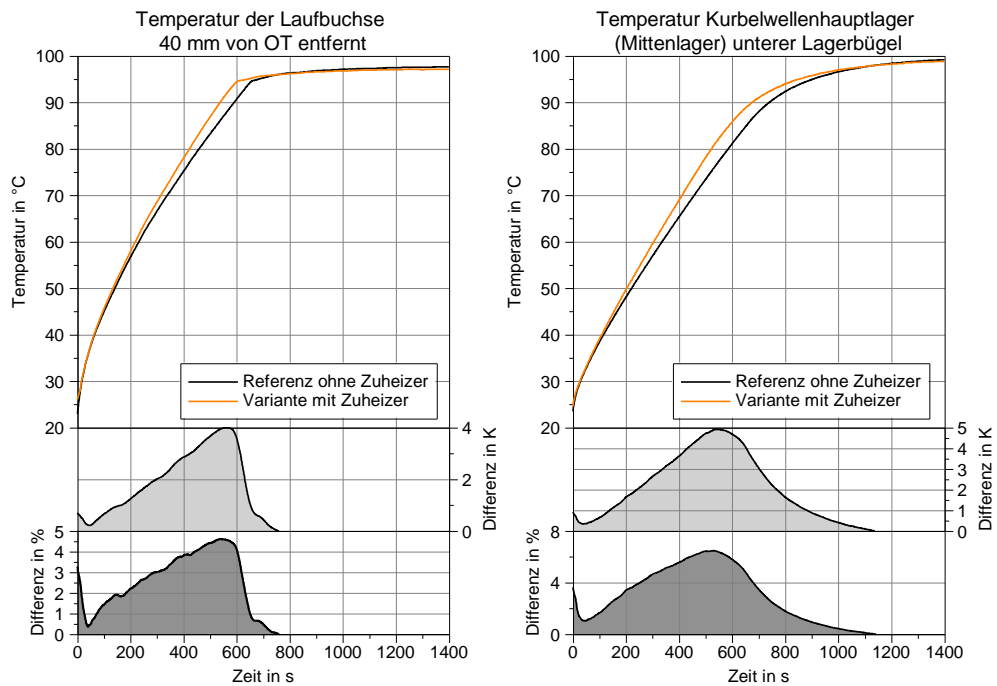 Temperatur der Laufbuchse
40 mm von OT entfernt
100
90
80
70
60
50
40
30
20
Temperatur in °C
Referenz ohne Zuheizer
Variante mit Zuheizer
4
2
0
Differenz in K
5
4
3
2
1
0
Differenz in %
0 200 400 600 800 1000 1200 1400
Zeit in s
Temperatur Kurbelwellenhauptlager
(Mittenlager) unterer Lagerbügel
100
90
80
70
60
50
40
30
20
Temperatur in °C
Referenz ohne Zuheizer
Variante mit Zuheizer
5
4
3
2
1
0
Differenz in K
8
4
0
Differenz in %
0 200 400 600 800 1000 1200 1400
Zeit in s